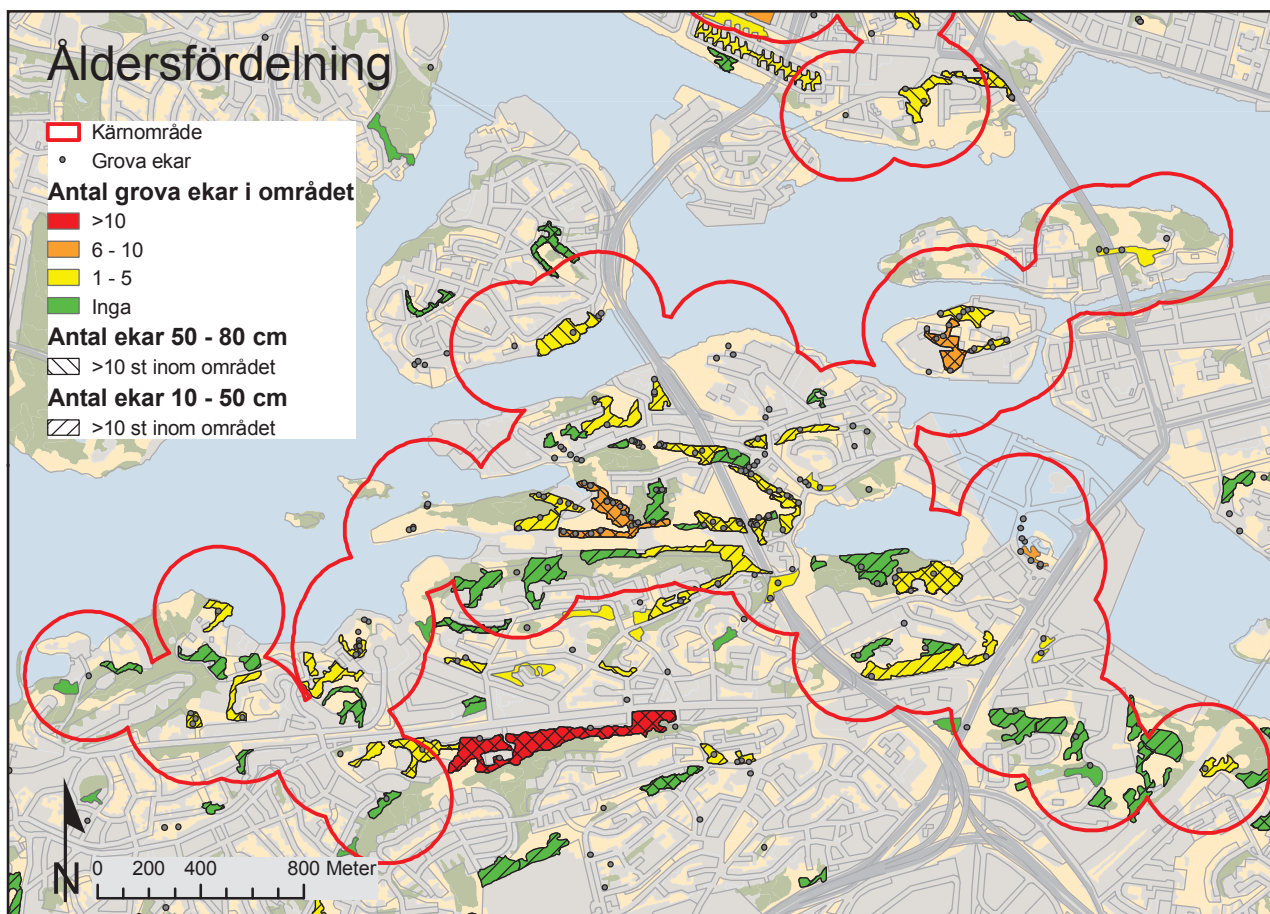 Åldersfördelning
Kärnområde
Grova ekar
Antal grova ekar i området
>10
6 - 10
1 - 5
Inga
Antal ekar 50 - 80 cm
>10 st inom området
Antal ekar 10 - 50 cm
>10 st inom området
N
0 200 400 800 Meter